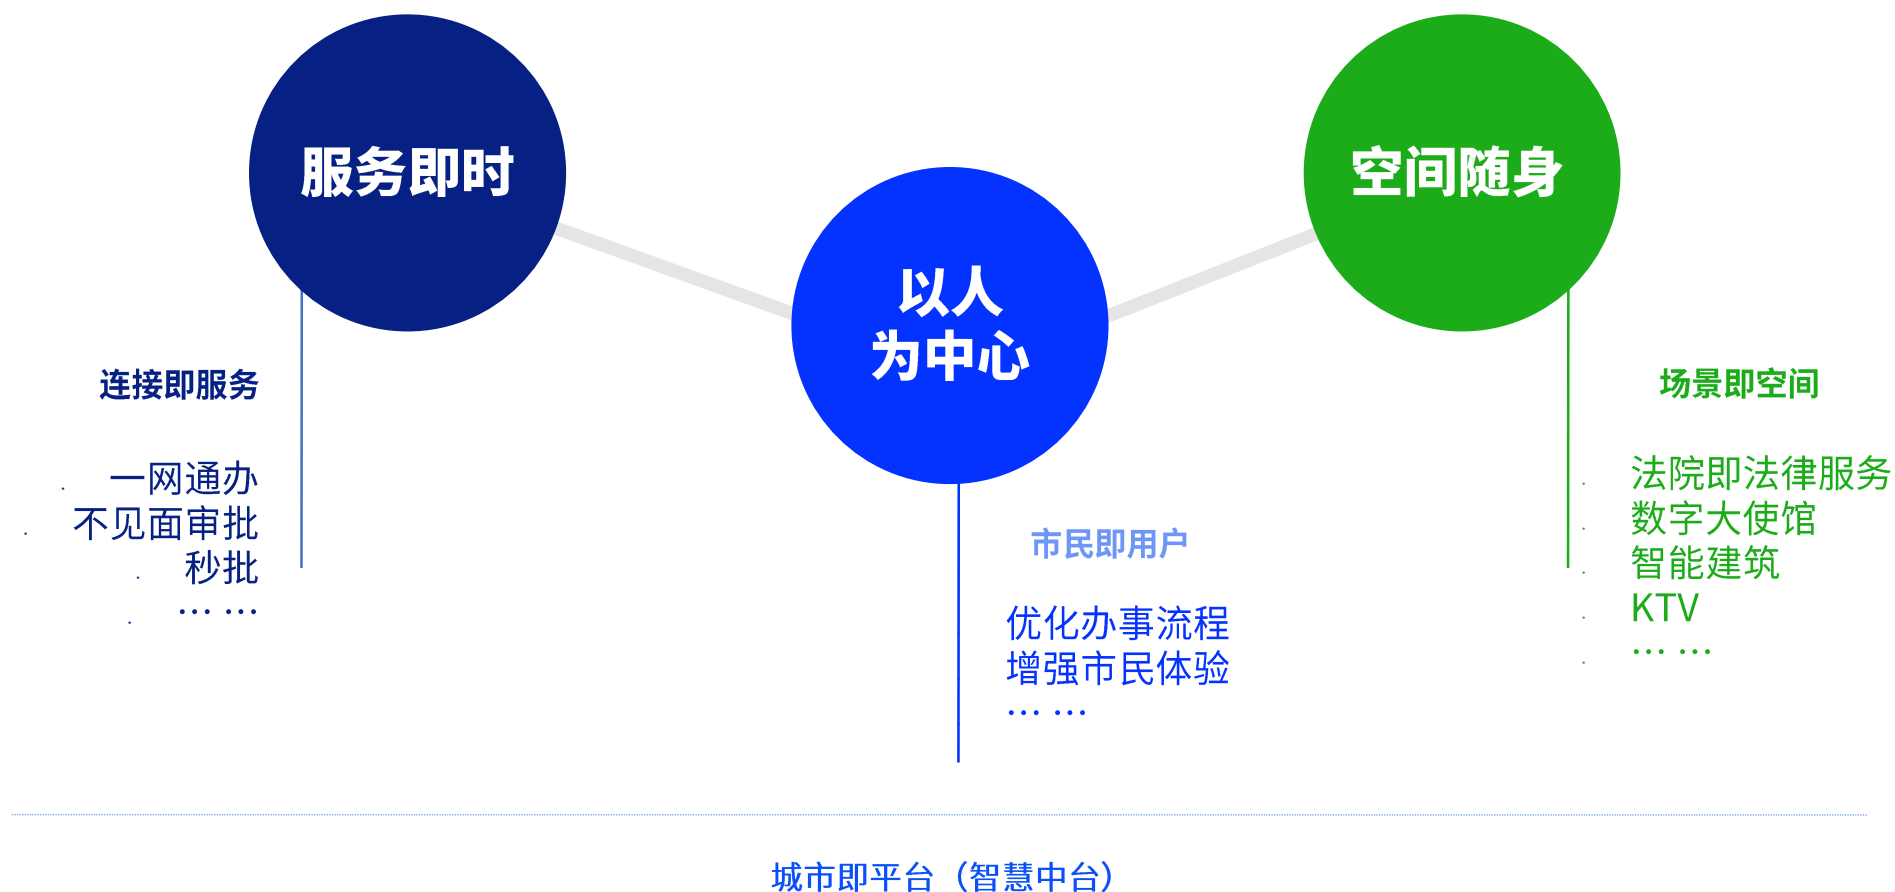 服务即时
空间随身
以人
为中心
连接即服务
一网通办
不见面审批
秒批
… …
市民即用户
优化办事流程
增强市民体验
… …
场景即空间
法院即法律服务
数字大使馆
智能建筑
KTV
… …
城市即平台（智慧中台）